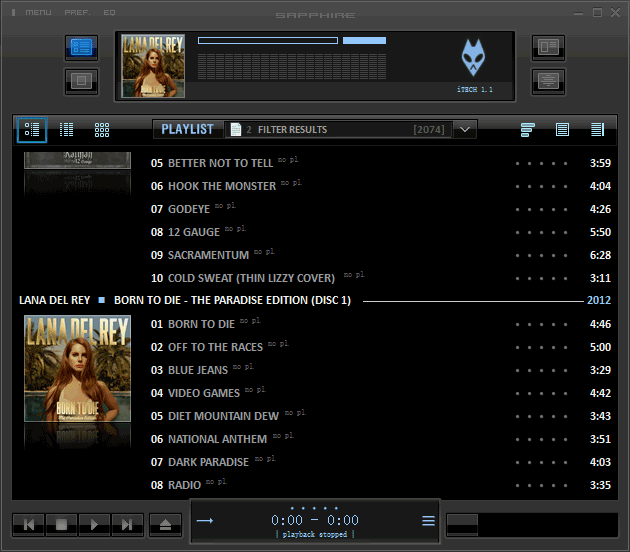 MENU PREF. EQ SAPPHIRE
LANA DEL REY
BORN TO DIE
iTECH 1.1
PLAYLIST 2 FILTER RESULTS [2074]
12 Gauge
05 BETTER NOT TO TELL no pl. 3:59
06 HOOK THE MONSTER no pl. 4:04
07 GODEYE no pl. 4:26
08 12 GAUGE no pl. 5:50
09 SACRAMENTUM no pl. 6:28
10 COLD SWEAT (THIN LIZZY COVER) no pl. 3:11
LANA DEL REY BORN TO DIE - THE PARADISE EDITION (DISC 1) 2012
LANA DEL REY
BORN TO DIE
The Paradise Edition
01 BORN TO DIE no pl. 4:46
02 OFF TO THE RACES no pl. 5:00
03 BLUE JEANS no pl. 3:29
04 VIDEO GAMES no pl. 4:42
05 DIET MOUNTAIN DEW no pl. 3:43
06 NATIONAL ANTHEM no pl. 3:51
07 DARK PARADISE no pl. 4:03
08 RADIO no pl. 3:35
0:00 - 0:00
| playback stopped |